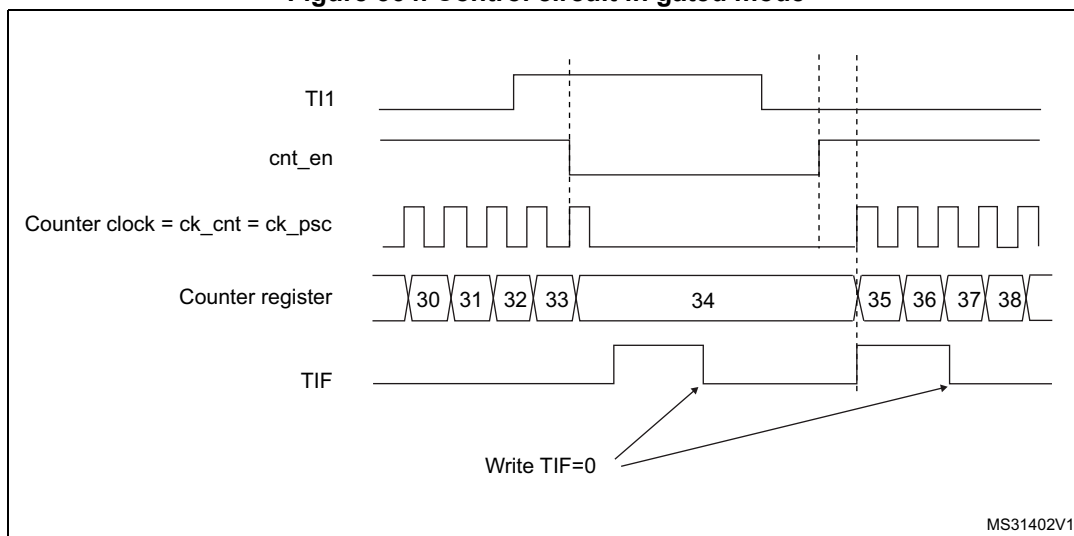 Figure Control circuit in gated mode
TI1
cnt_en
Counter clock = ck_cnt = ck_psc
Counter register
30 31 32 33 34 35 36 37 38
TIF
Write TIF=0
MS31402V1